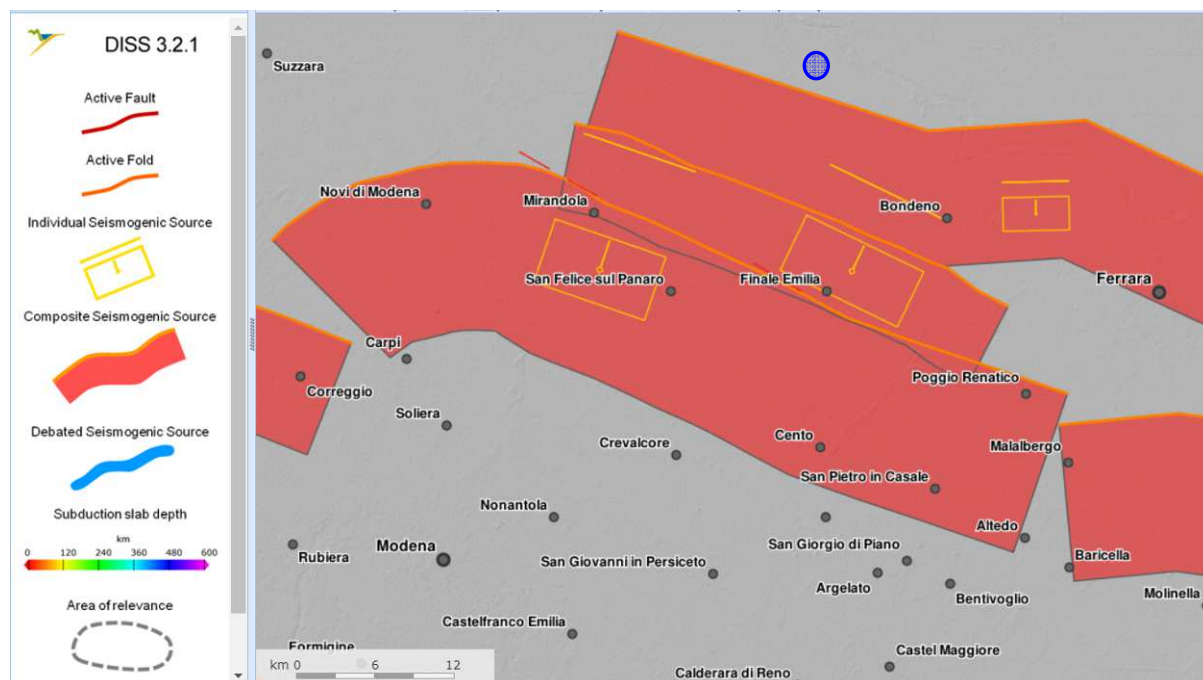 DISS 3.2.1
Active Fault
Active Fold
Individual Seismogenic Source
Composite Seismogenic Source
Debated Seismogenic Source
Subduction slab depth
km
0 120 240 360 480 600
Area of relevance
Suzzara
Novi di Modena
Mirandola
Bondeno
San Felice sul Panaro
Finale Emilia
Ferrara
Carpi
Correggio
Poggio Renatico
Soliera
Crevalcore
Cento
Malalbergo
San Pietro in Casale
Nonantola
Altedo
Rubiera
Modena
San Giorgio di Piano
San Giovanni in Persiceto
Baricella
Argelato
Bentivoglio
Molinella
Castelfranco Emilia
Formigine
Castel Maggiore
Calderara di Reno
km 0 6 12